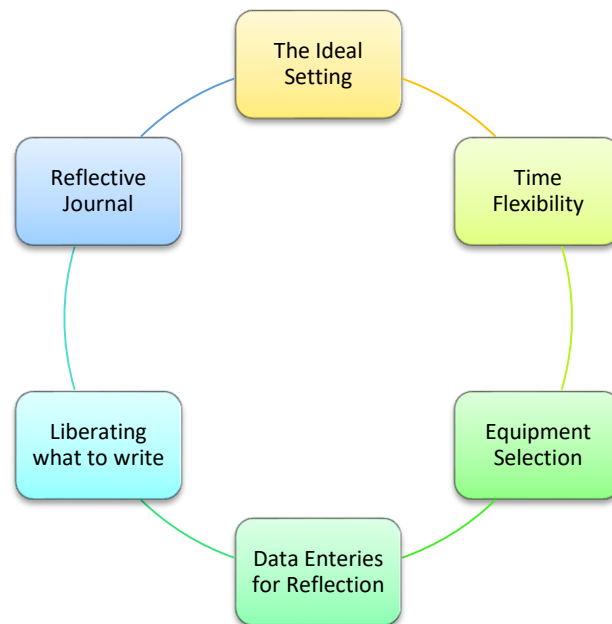 The Ideal
Setting
Time
Flexibility
Equipment
Selection
Data Enteries
for Reflection
Liberating
what to write
Reflective
Journal